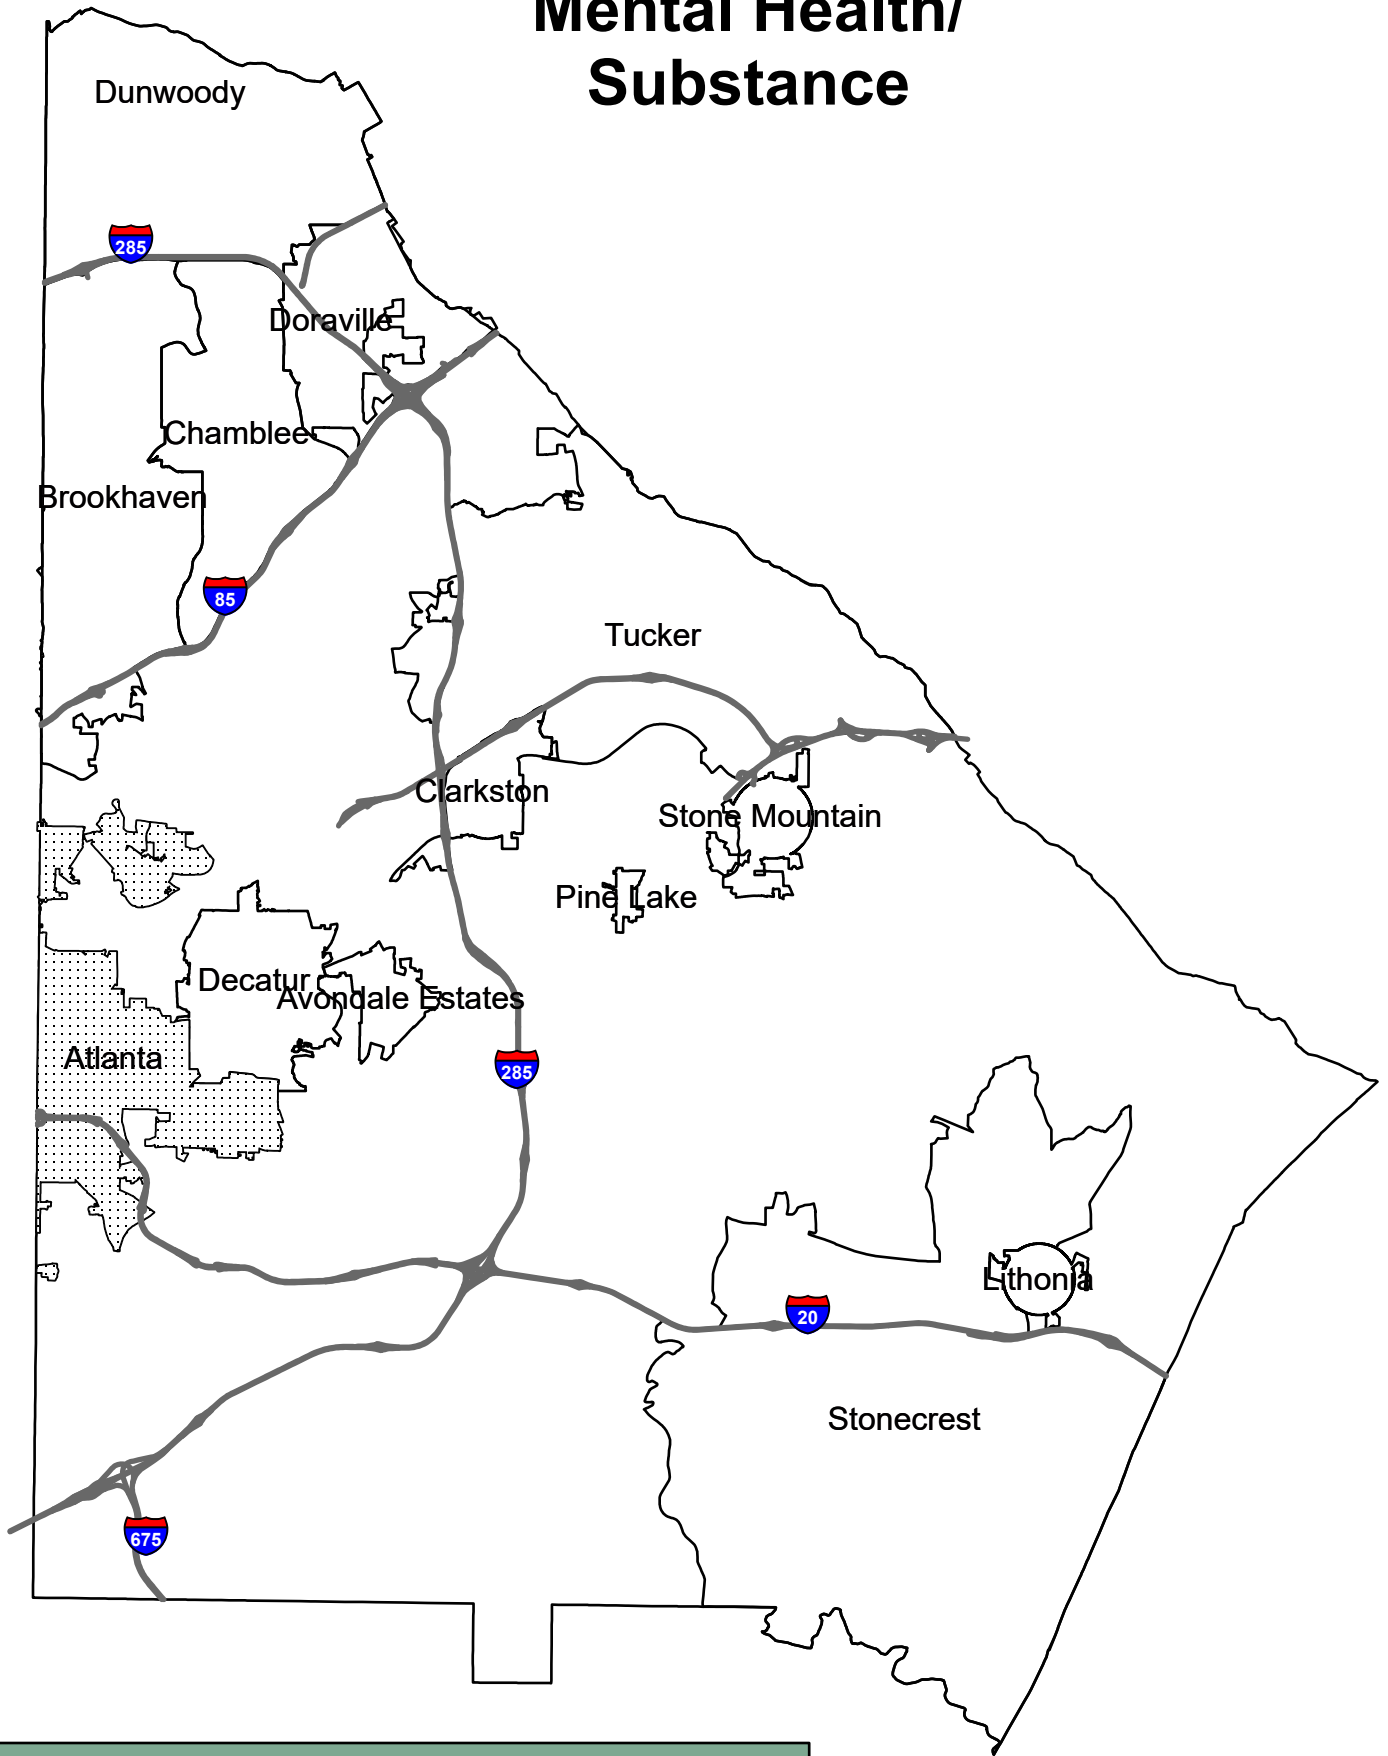 Mental Health/
Substance
Dunwoody
285
Doraville
Chamblee
Brookhaven
85
Tucker
Clarkston
Stone Mountain
Pine Lake
Decatur
Avondale Estates
Atlanta
285
Lithonia
20
Stonecrest
675